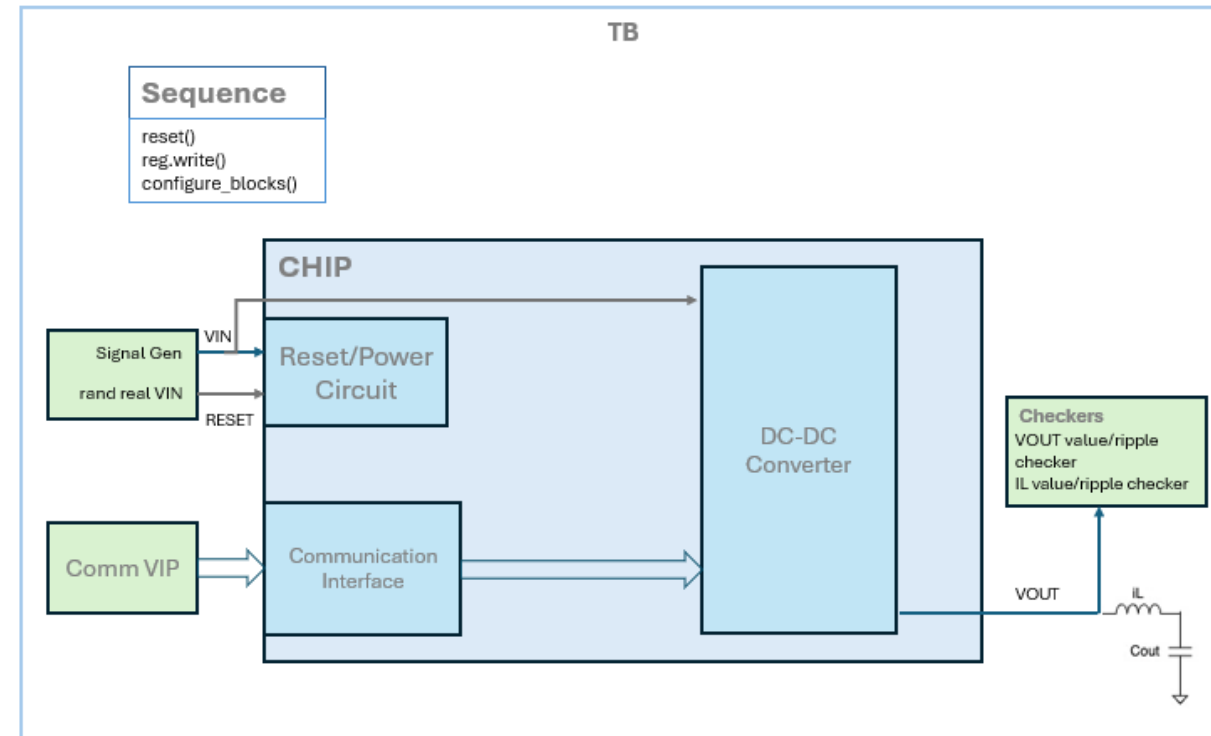 TB
Sequence
reset()
reg.write()
configure_blocks()
CHIP
VIN
Signal Gen
rand real VIN
RESET
Reset/Power
Circuit
DC-DC
Converter
Checkers
VOUT value/ripple
checker
IL value/ripple checker
Comm VIP
Communication
Interface
VOUT
iL
Cout